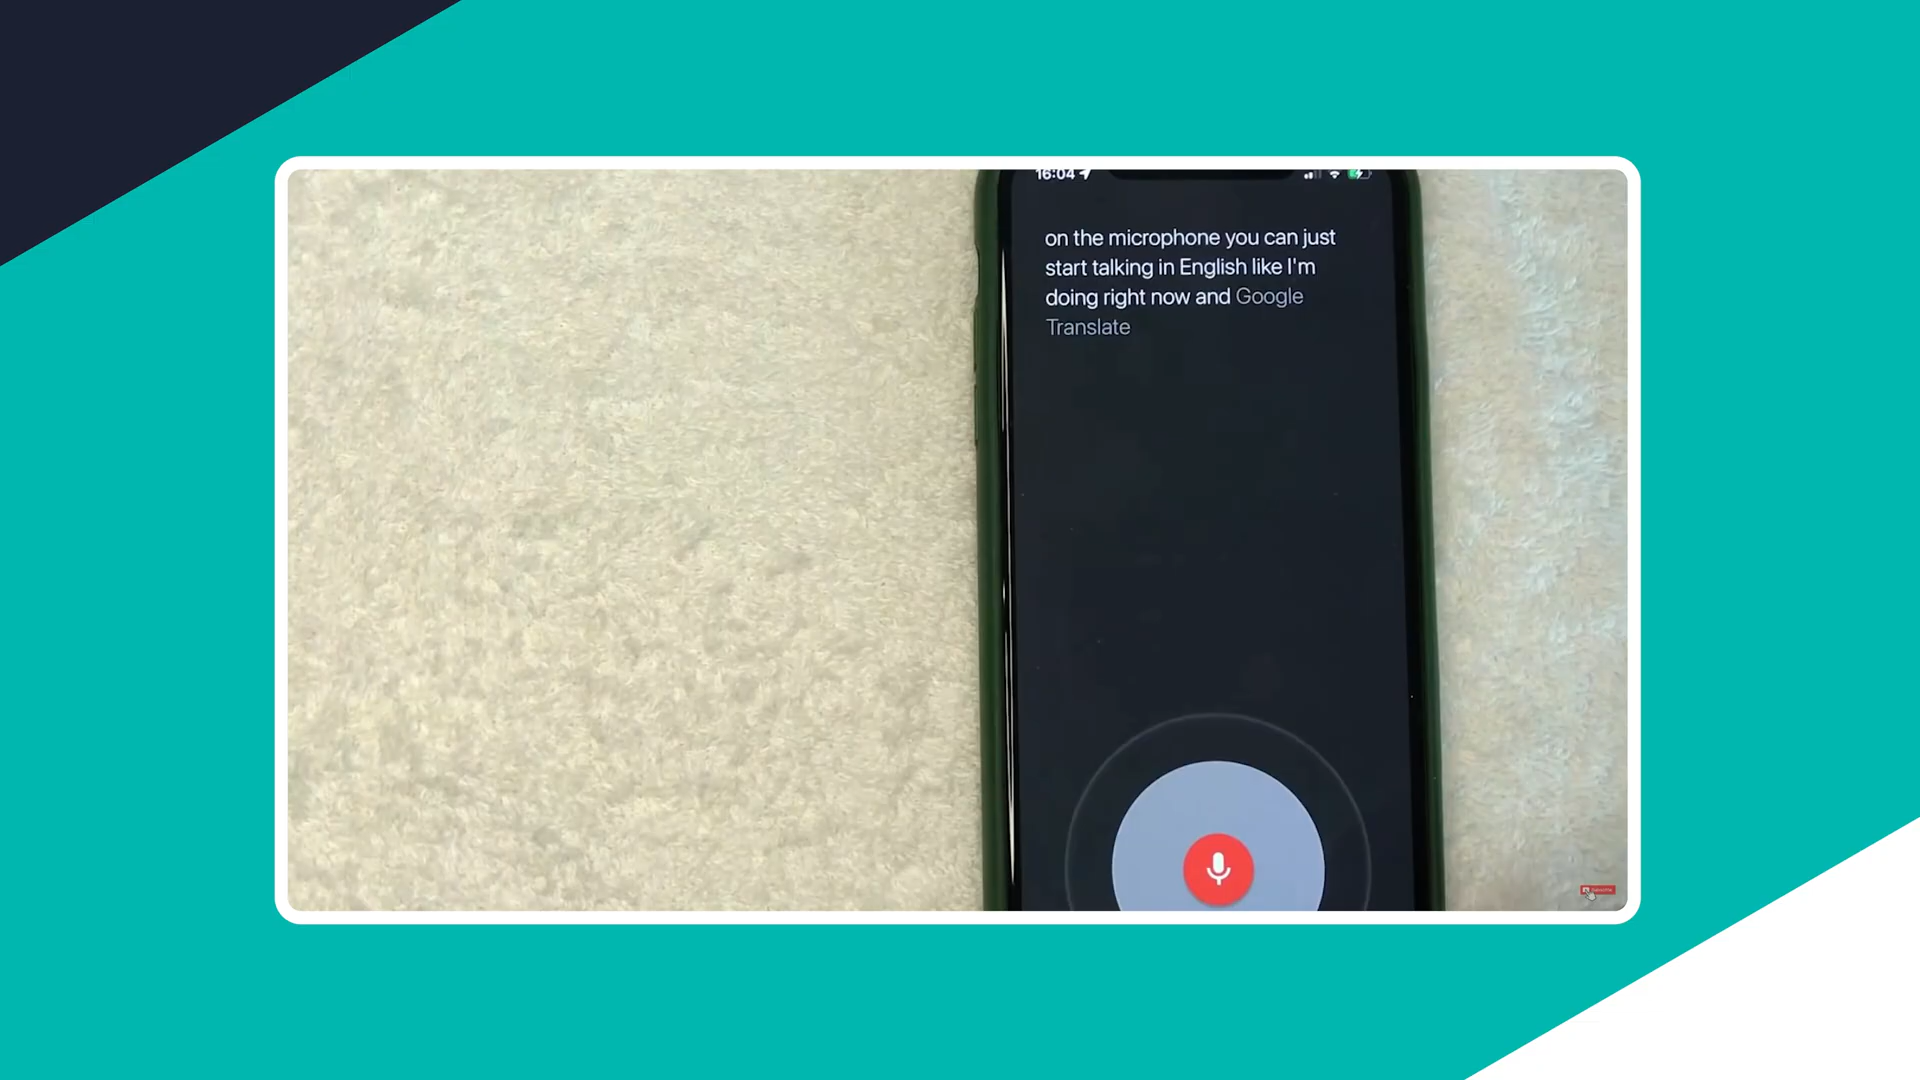 16:04
on the microphone you can just
start talking in English like I'm
doing right now and Google
Translate